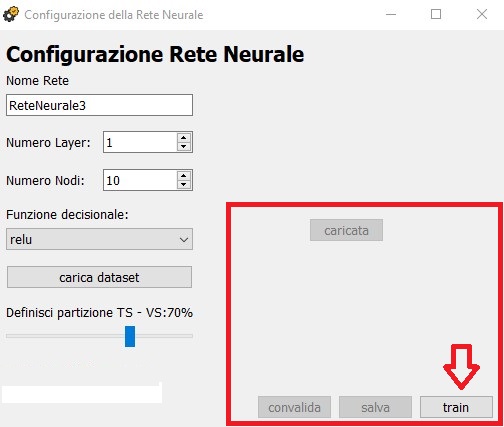 Configurazione della Rete Neurale
Configurazione Rete Neurale
Nome Rete
ReteNeurale3
Numero Layer: 1
Numero Nodi: 10
Funzione decisionale:
relu
carica dataset
Definisci partizione TS - VS:70%
caricata
convalida salva train